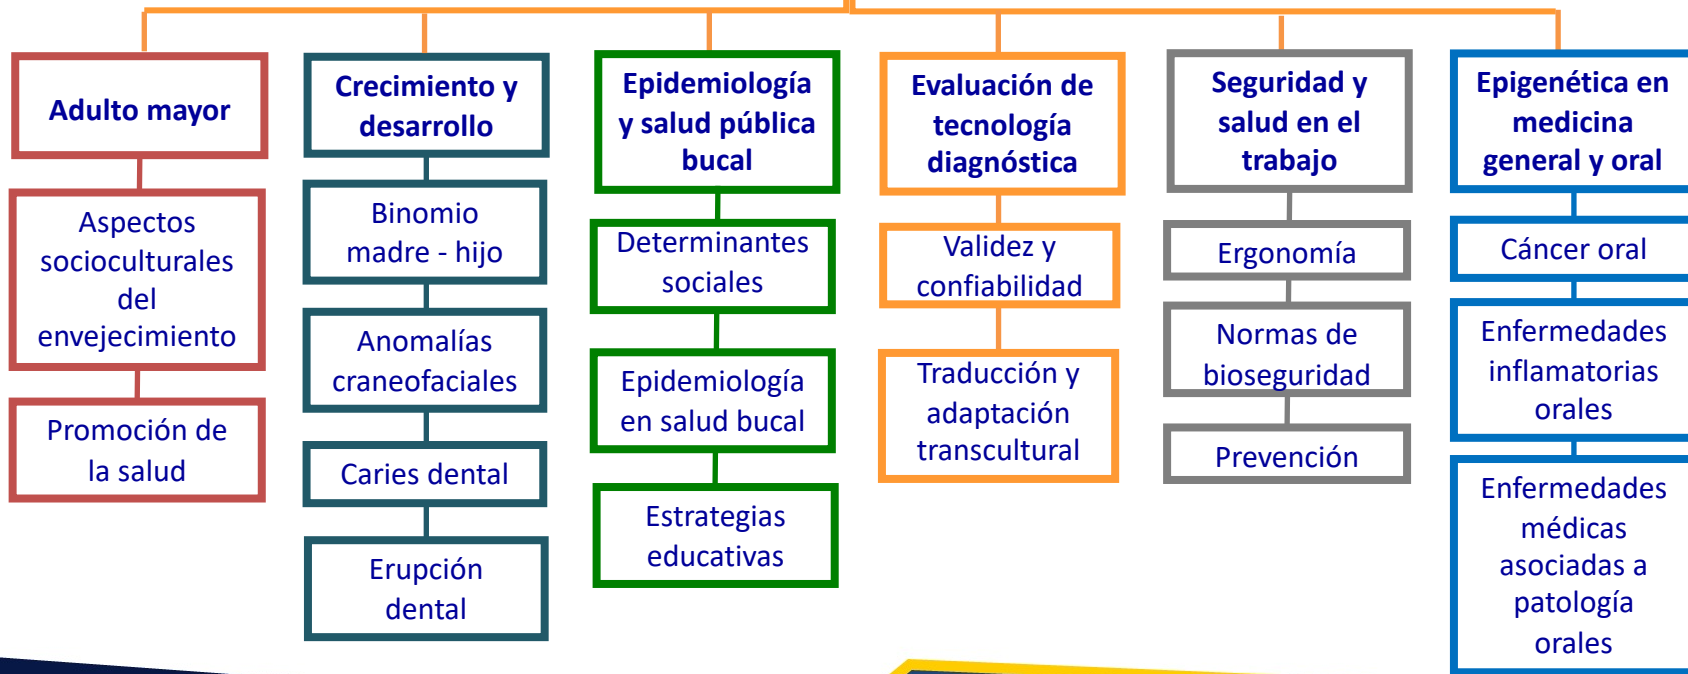 Adulto mayor
Aspectos
socioculturales
del
envejecimiento
Promoción de
la salud
Crecimiento y
desarrollo
Binomio
madre - hijo
Anomalías
craneofaciales
Caries dental
Erupción
dental
Epidemiología
y salud pública
bucal
Determinantes
sociales
Epidemiología
en salud bucal
Estrategias
educativas
Evaluación de
tecnología
diagnóstica
Validez y
confiabilidad
Traducción y
adaptación
transcultural
Seguridad y
salud en el
trabajo
Ergonomía
Normas de
bioseguridad
Prevención
Epigenética en
medicina
general y oral
Cáncer oral
Enfermedades
inflamatorias
orales
Enfermedades
médicas
asociadas a
patología
orales